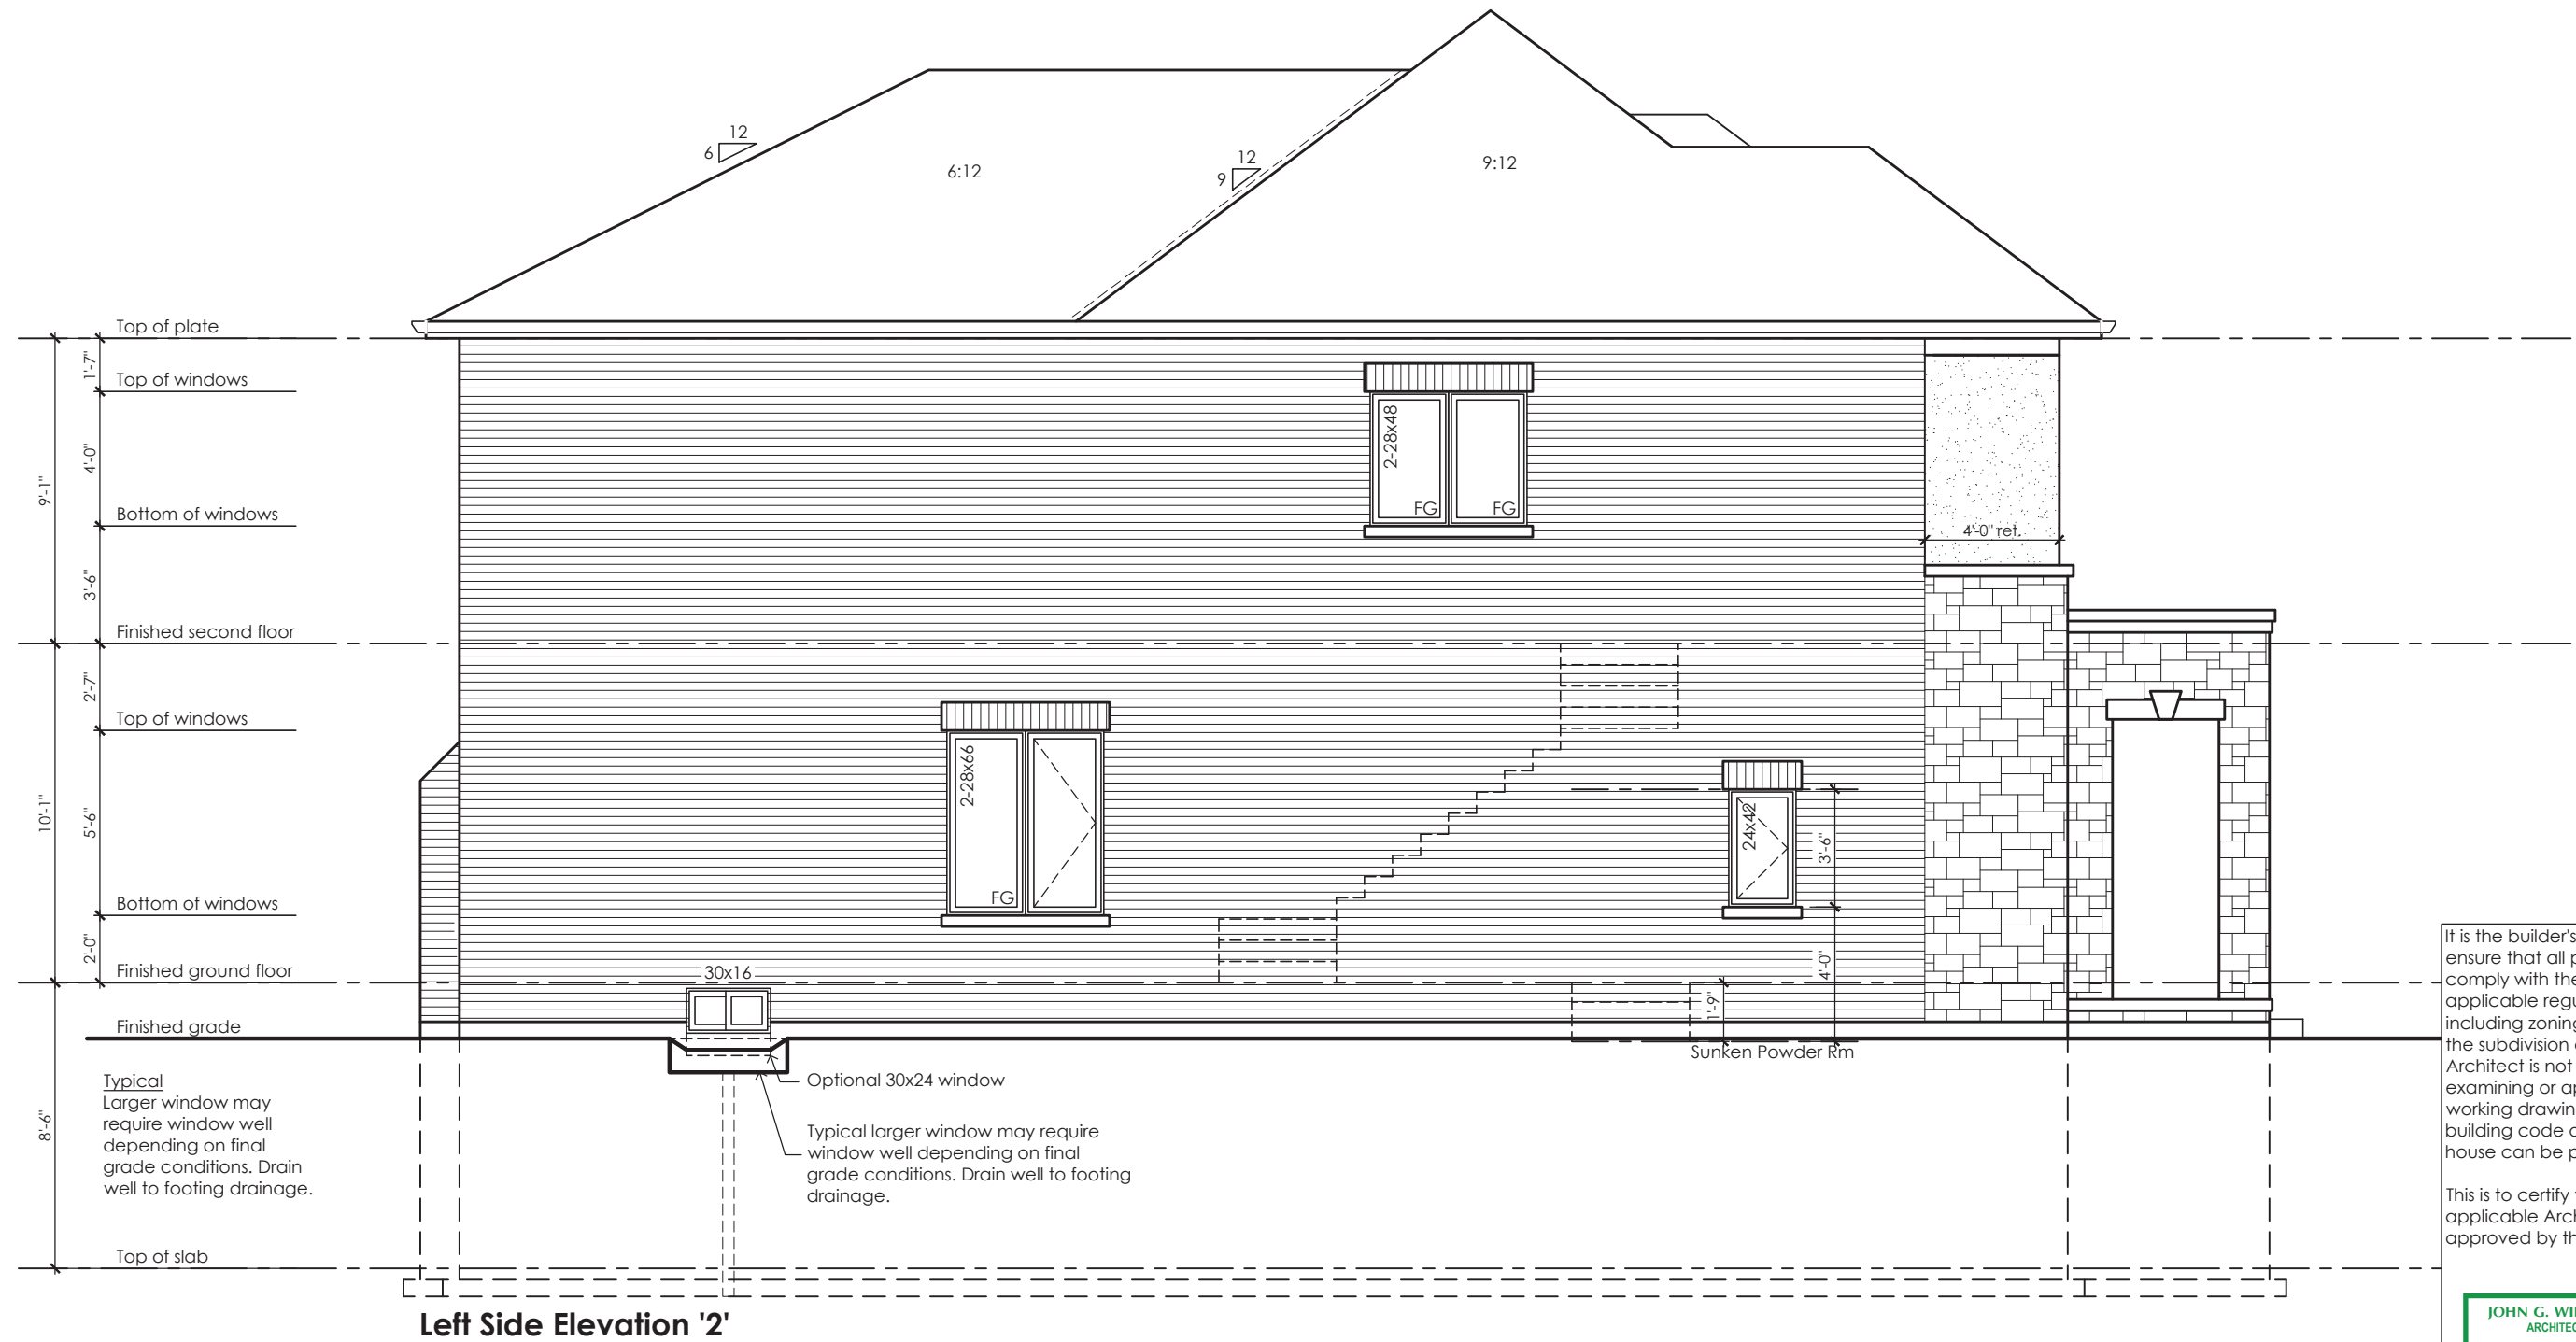 12
6
6:12
12
9
9:12
Top of plate
1'-7"
Top of windows
4'-0"
9'-1"
Bottom of windows
3'-6"
Finished second floor
2'-7"
Top of windows
10'-1"
5'-6"
Bottom of windows
2'-0"
Finished ground floor
Finished grade
8'-6"
Top of slab
2-28x48
FG
FG
4'-0" ret.
2-28x66
FG
24x42
3'-6"
4'-0"
1'-9"
30x16
Sunken Powder Rm
Typical
Larger window may
require window well
depending on final
grade conditions. Drain
well to footing drainage.
Optional 30x24 window
Typical larger window may require
window well depending on final
grade conditions. Drain well to footing
drainage.
Left Side Elevation '2'
It is the builder's
ensure that all
comply with the
applicable
including zoning
the subdivision
Architect is not
examining or
working
building code
house can be
This is to certify
applicable
approved by
JOHN G.